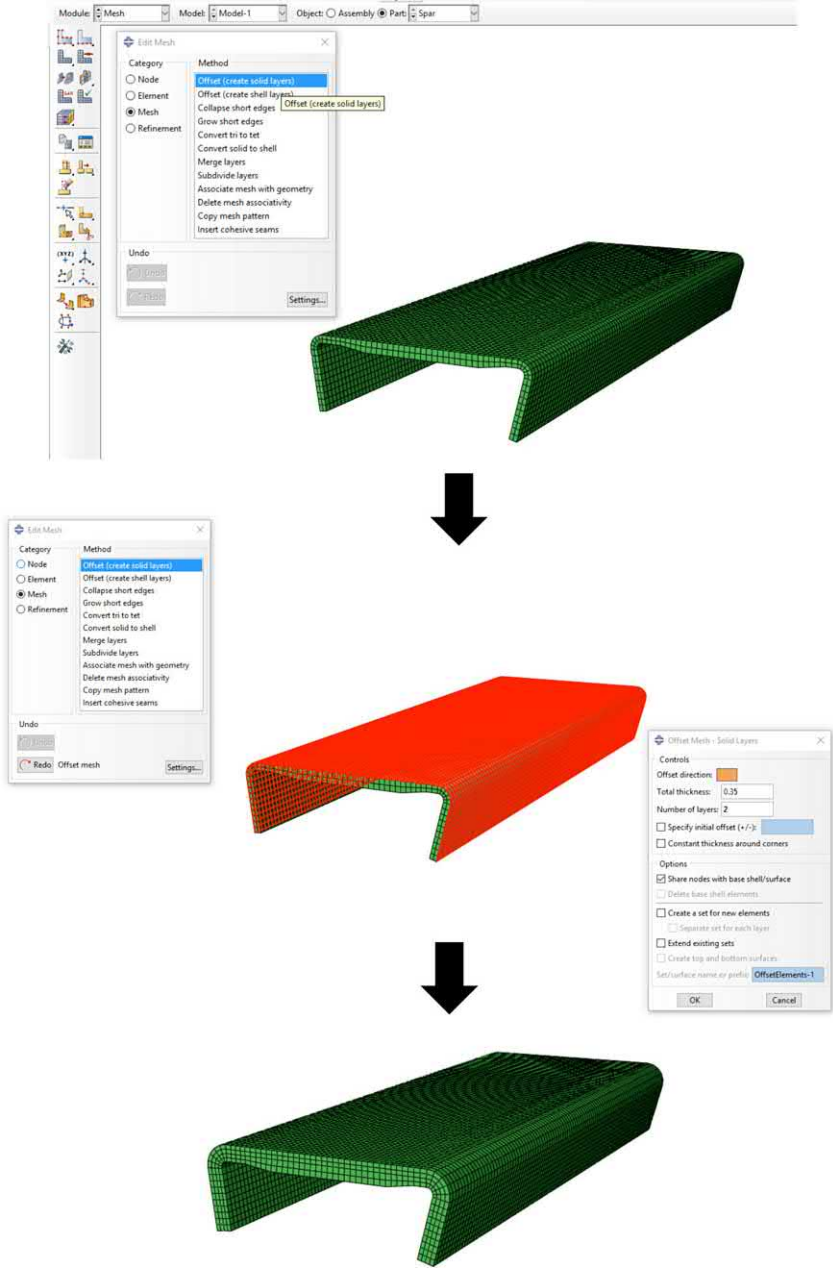 Module: Mesh Model: Model-1 Object: Assembly Part: Spar
Edit Mesh
Category Method
Node
Element
Mesh
Refinement
Offset (create solid layers)
Offset (create shell layers)
Offset (create solid layers)
Collapse short edges
Grow short edges
Convert tri to tet
Convert solid to shell
Merge layers
Subdivide layers
Associate mesh with geometry
Delete mesh associativity
Copy mesh pattern
Insert cohesive seams
Undo
Undo
Redo
Settings...
(XYZ)
Edit Mesh
Category Method
Node
Element
Mesh
Refinement
Offset (create solid layers)
Offset (create shell layers)
Collapse short edges
Grow short edges
Convert tri to tet
Convert solid to shell
Merge layers
Subdivide layers
Associate mesh with geometry
Delete mesh associativity
Copy mesh pattern
Insert cohesive seams
Undo
Undo
Redo Offset mesh
Settings...
Offset Mesh - Solid Layers
Controls
Offset direction:
Total thickness: 0.35
Number of layers: 2
Specify initial offset (+/-):
Constant thickness around corners
Options
Share nodes with base shell/surface
Delete base shell elements
Create a set for new elements
Separate set for each layer
Extend existing sets
Create top and bottom surfaces
Set/surface name or prefix: OffsetElements-1
OK Cancel